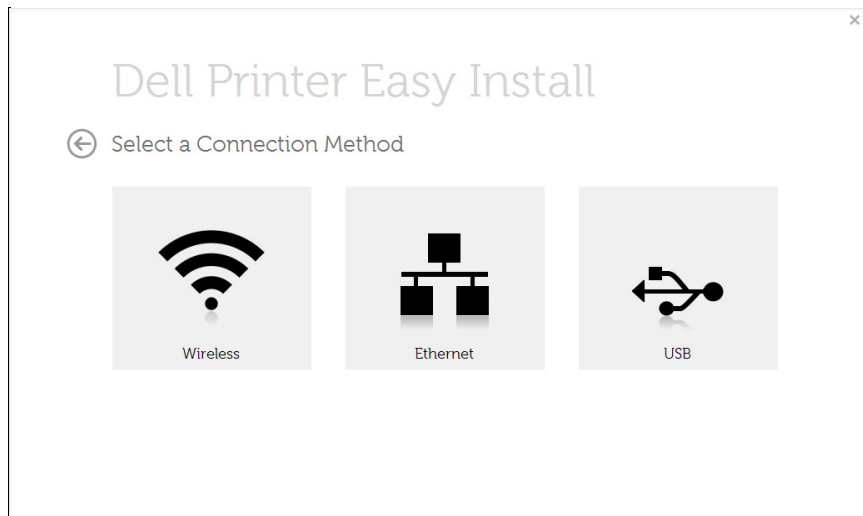 Dell Printer Easy Install
Select a Connection Method
Wireless
Ethernet
USB